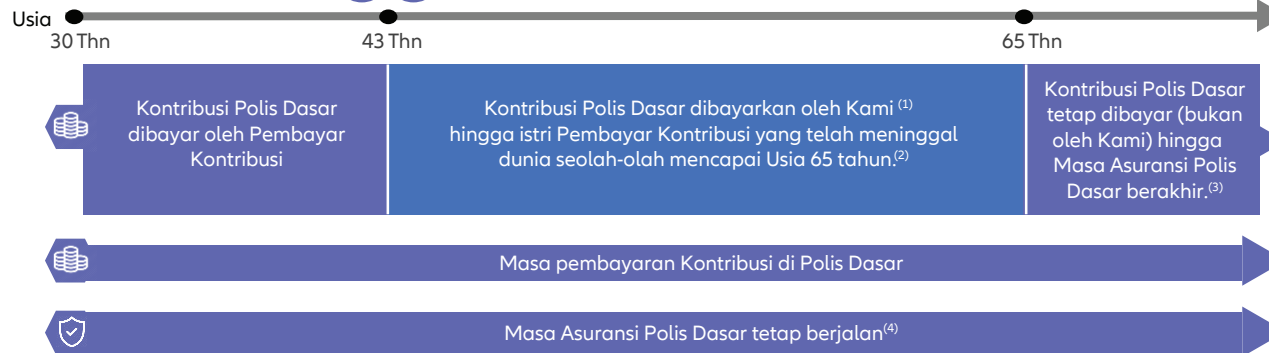 Usia
30 Thn 43 Thn 65 Thn
Kontribusi Polis Dasar
dibayar oleh Pembayar
Kontribusi
Kontribusi Polis Dasar dibayarkan oleh Kami (1)
hingga istri Pembayar Kontribusi yang telah meninggal
dunia seolah-olah mencapai Usia 65 tahun.(2)
Kontribusi Polis Dasar
tetap dibayar (bukan
oleh Kami) hingga
Masa Asuransi Polis
Dasar berakhir.(3)
Masa pembayaran Kontribusi di Polis Dasar
Masa Asuransi Polis Dasar tetap berjalan(4)